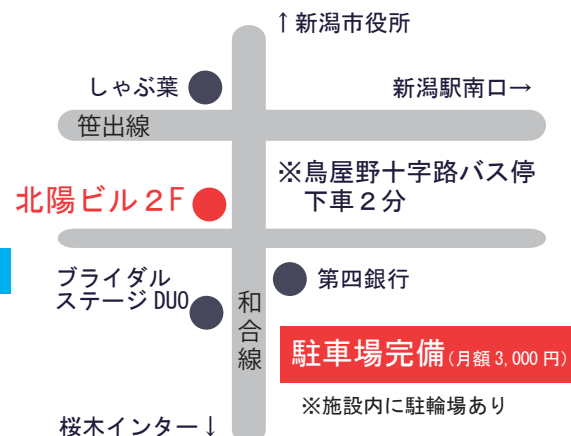 ↑新潟市役所
しゃぶ葉
新潟駅南口→
笹出線
※鳥屋野十字路バス停
下車２分
北陽ビル２F
ブライダル
ステージDUO
第四銀行
和合線
駐車場完備(月額3,000円)
※施設内に駐輪場あり
桜木インター↓